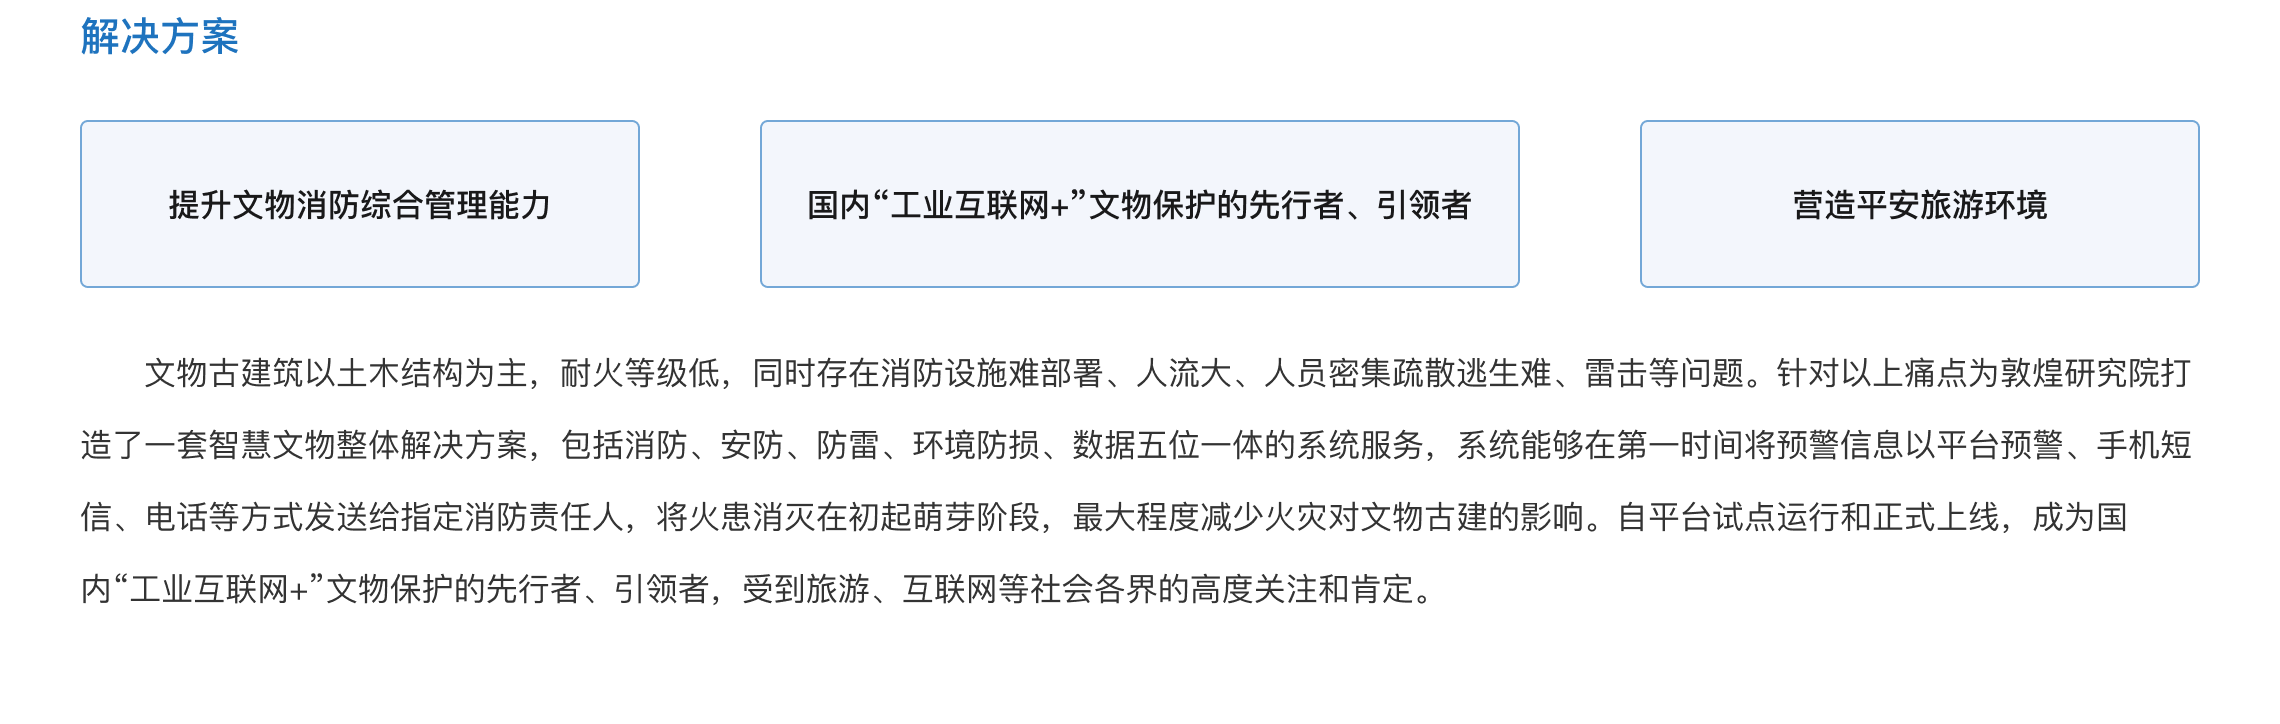 解决方案
提升文物消防综合管理能力
国内“工业互联网+”文物保护的先行者、引领者
营造平安旅游环境
文物古建筑以土木结构为主，耐火等级低，同时存在消防设施难部署、人流大、人员密集疏散逃生难、雷击等问题。针对以上痛点为敦煌研究院打
造了一套智慧文物整体解决方案，包括消防、安防、防雷、环境防损、数据五位一体的系统服务，系统能够在第一时间将预警信息以平台预警、手机短
信、电话等方式发送给指定消防责任人，将火患消灭在初起萌芽阶段，最大程度减少火灾对文物古建的影响。自平台试点运行和正式上线，成为国
内“工业互联网+”文物保护的先行者、引领者，受到旅游、互联网等社会各界的高度关注和肯定。